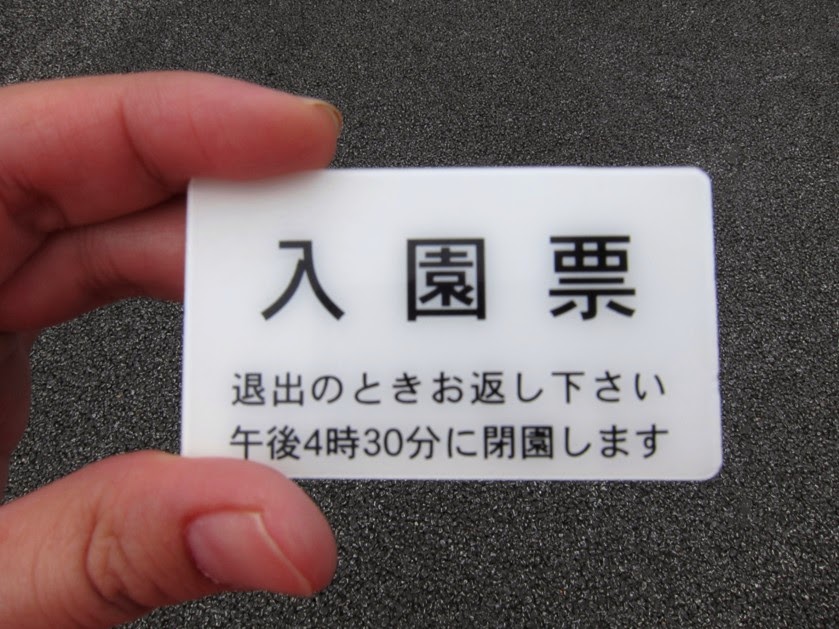 入園票
退出のときお返し下さい
午後4時30分に閉園します